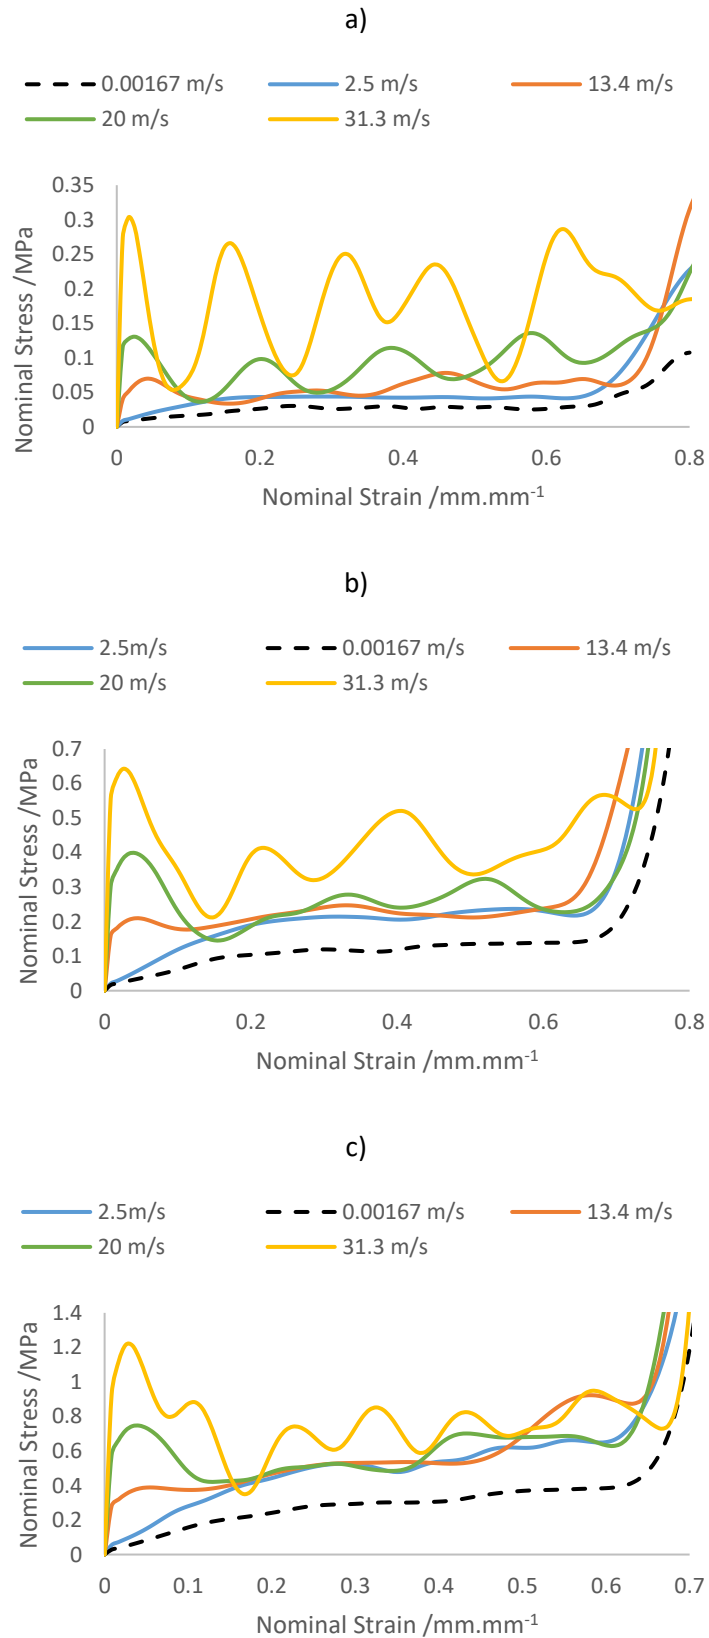 a)
0.00167 m/s 2.5 m/s 13.4 m/s
20 m/s 31.3 m/s
Nominal Stress /MPa
0.35
0.3
0.25
0.2
0.15
0.1
0.05
0
0 0.2 0.4 0.6 0.8
Nominal Strain /mm.mm⁻¹
b)
2.5m/s 0.00167 m/s 13.4 m/s
20 m/s 31.3 m/s
Nominal Stress /MPa
0.7
0.6
0.5
0.4
0.3
0.2
0.1
0
0 0.2 0.4 0.6 0.8
Nominal Strain /mm.mm⁻¹
c)
2.5m/s 0.00167 m/s 13.4 m/s
20 m/s 31.3 m/s
Nominal Stress /MPa
1.4
1.2
1
0.8
0.6
0.4
0.2
0
0 0.1 0.2 0.3 0.4 0.5 0.6 0.7
Nominal Strain /mm.mm⁻¹